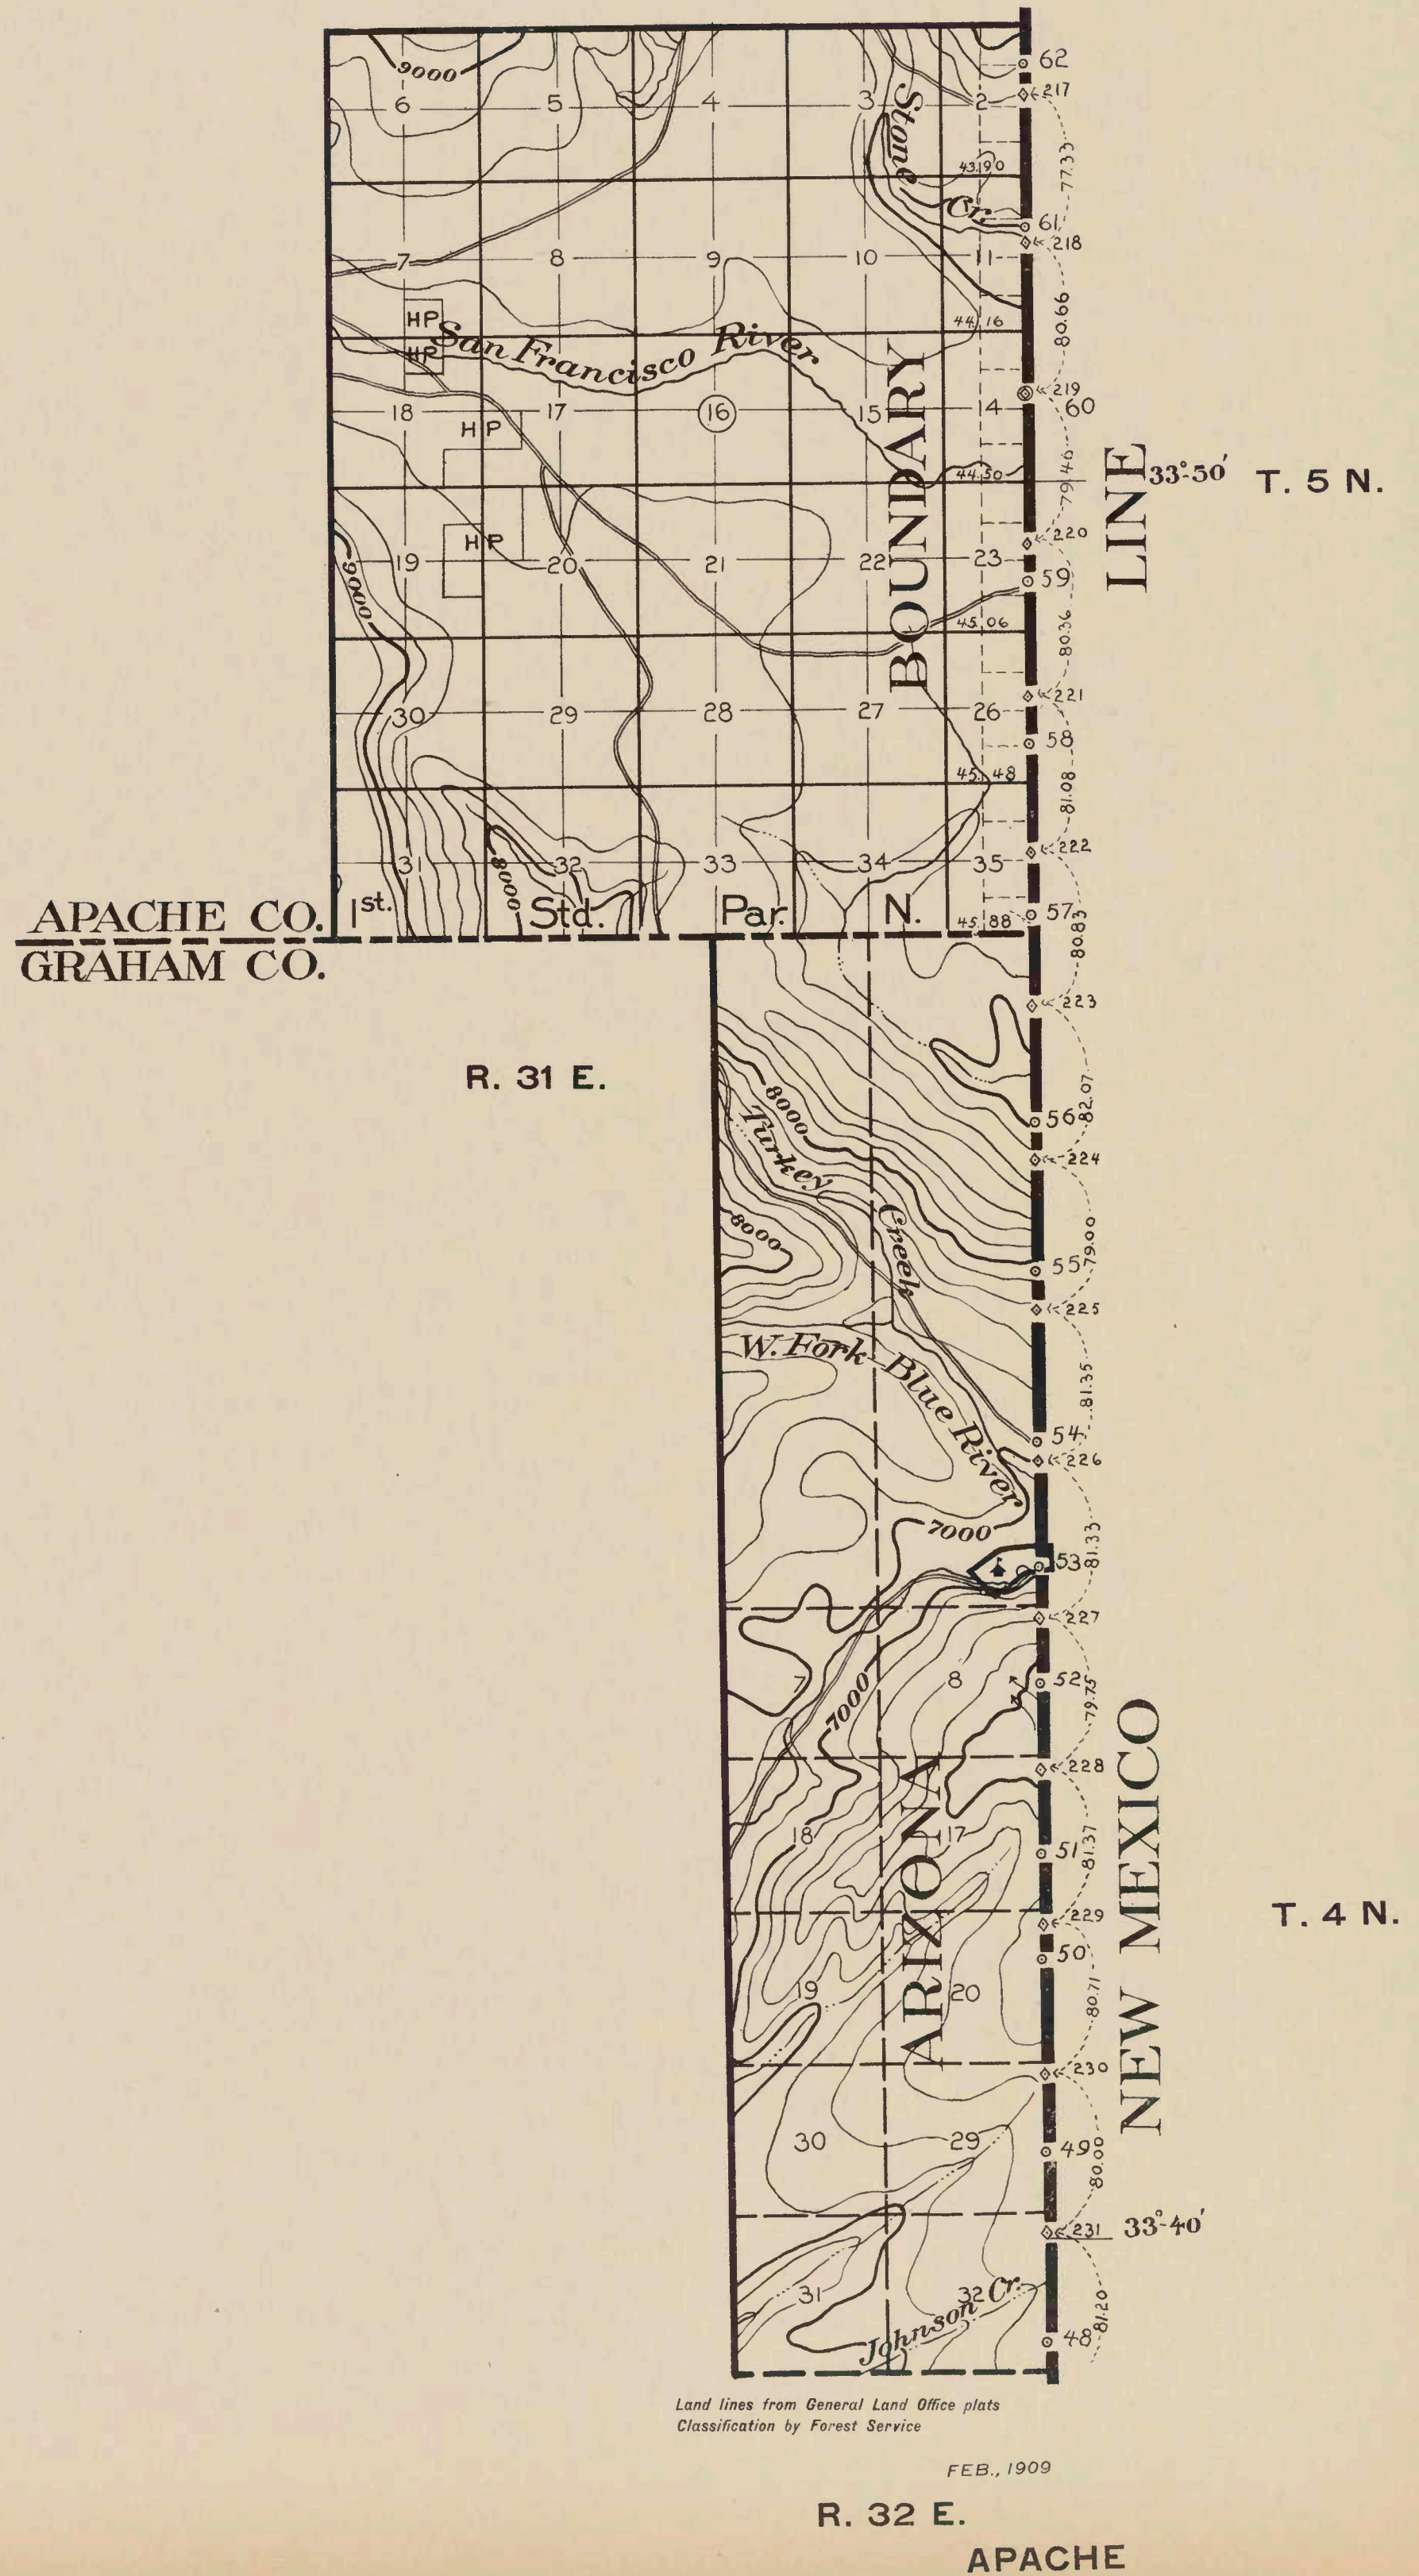 62
9000
217
6 5 4 3 2
Stone Cr.
77.33
43.90
61
218
7 8 9 10 11
80.66
HP
44.16
San Francisco River
HP
219
60
18 17 16 15 14
HP
BOUNDARY LINE
79.46
44.50
33°-50′
T. 5 N.
220
HP
19 20 21 22 23
59
9000
45.06
80.36
221
30 29 28 27 26
58
45.48
81.08
222
31 32 33 34 35
8000
APACHE CO.
1st. Std. Par. N.
45.88
57
80.83
GRAHAM CO.
223
R. 31 E.
82.07
8000
56
Turkey Creek
224
8000
79.00
55
225
W. Fork Blue River
81.35
54
226
7000
81.33
53
227
7 8
52
79.75
7000
228
18 17
51
81.37
ARIZONA
NEW MEXICO
229
T. 4 N.
50
19 20
80.71
230
30 29
49
80.00
231
33°-40′
31 32
Johnson Cr.
81.20
48
Land lines from General Land Office plats
Classification by Forest Service
FEB., 1909
R. 32 E.
APACHE